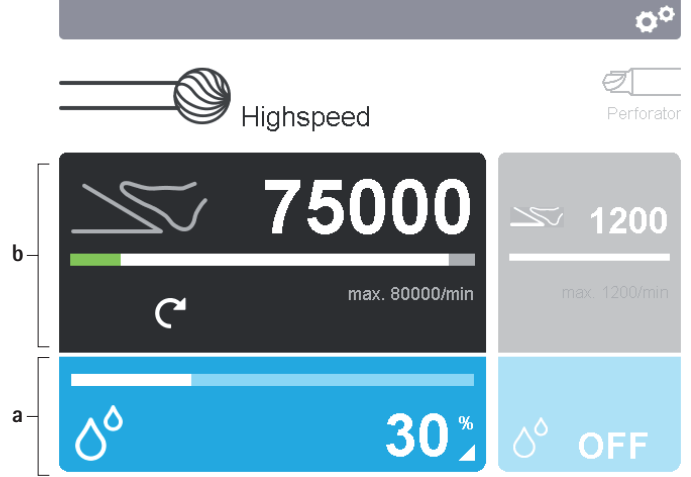 Highspeed
Perforator
b
75000
max. 80000/min
1200
max. 1200/min
a
30 %
OFF